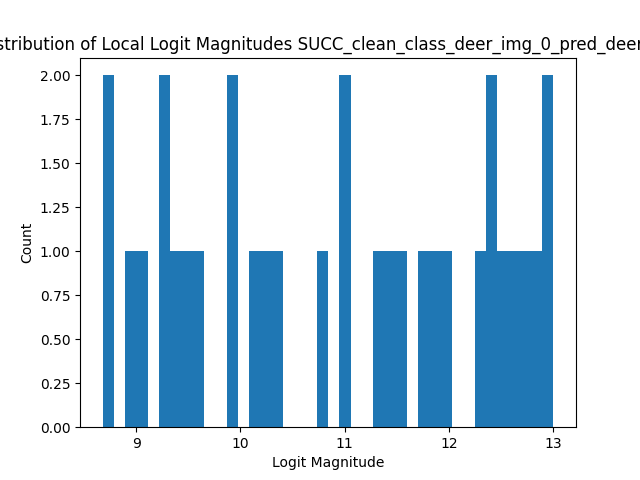 stribution of Local Logit Magnitudes SUCC_clean_class_deer_img_0_pred_deer
2.00
1.75
1.50
1.25
1.00
0.75
0.50
0.25
0.00
Count
9 10 11 12 13
Logit Magnitude